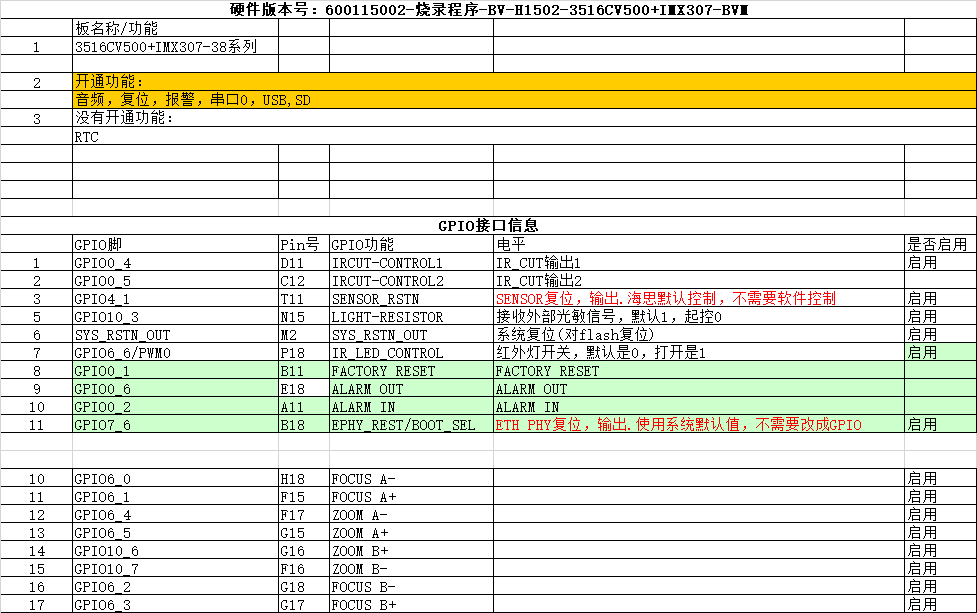 硬件版本号：600115002-烧录程序-BV-H1502-3516CV500+IMX307-BVM
板名称/功能
1 3516CV500+IMX307-38系列
2 开通功能：
音频，复位，报警，串口0，USB,SD
3 没有开通功能：
RTC
GPIO接口信息
GPIO脚 Pin号 GPIO功能 电平 是否启用
1 GPIO0_4 D11 IRCUT-CONTROL1 IR_CUT输出1 启用
2 GPIO0_5 C12 IRCUT-CONTROL2 IR_CUT输出2
3 GPIO4_1 T11 SENSOR_RSTN SENSOR复位，输出.海思默认控制，不需要软件控制 启用
5 GPIO10_3 N15 LIGHT-RESISTOR 接收外部光敏信号，默认1，起控0 启用
6 SYS_RSTN_OUT M2 SYS_RSTN_OUT 系统复位(对flash复位) 启用
7 GPIO6_6/PWM0 P18 IR_LED_CONTROL 红外灯开关，默认是0，打开是1 启用
8 GPIO0_1 B11 FACTORY RESET FACTORY RESET
9 GPIO0_6 E18 ALARM OUT ALARM OUT
10 GPIO0_2 A11 ALARM IN ALARM IN
11 GPIO7_6 B18 EPHY_REST/BOOT_SEL ETH PHY复位，输出.使用系统默认值，不需要改成GPIO 启用
10 GPIO6_0 H18 FOCUS A- 启用
11 GPIO6_1 F15 FOCUS A+ 启用
12 GPIO6_4 F17 ZOOM A- 启用
13 GPIO6_5 G15 ZOOM A+ 启用
14 GPIO10_6 G16 ZOOM B+ 启用
15 GPIO10_7 F16 ZOOM B- 启用
16 GPIO6_2 G18 FOCUS B- 启用
17 GPIO6_3 G17 FOCUS B+ 启用